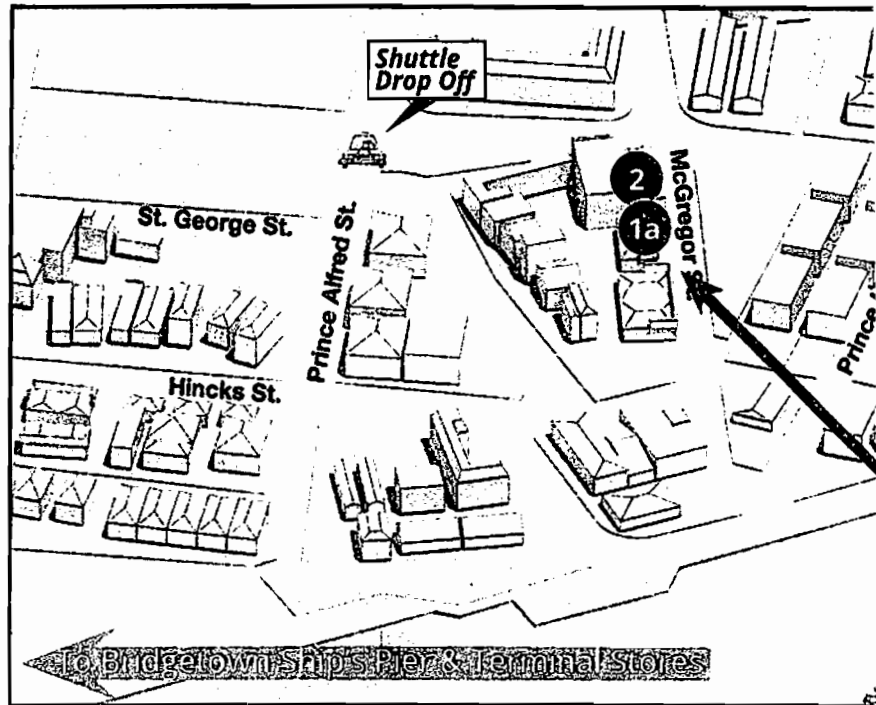 Shuttle
Drop Off
2
1a
McGregor St.
St. George St.
Prince Alfred St.
Prince
Hincks St.
To Bridgetown Ship's Pier & Terminal Stores